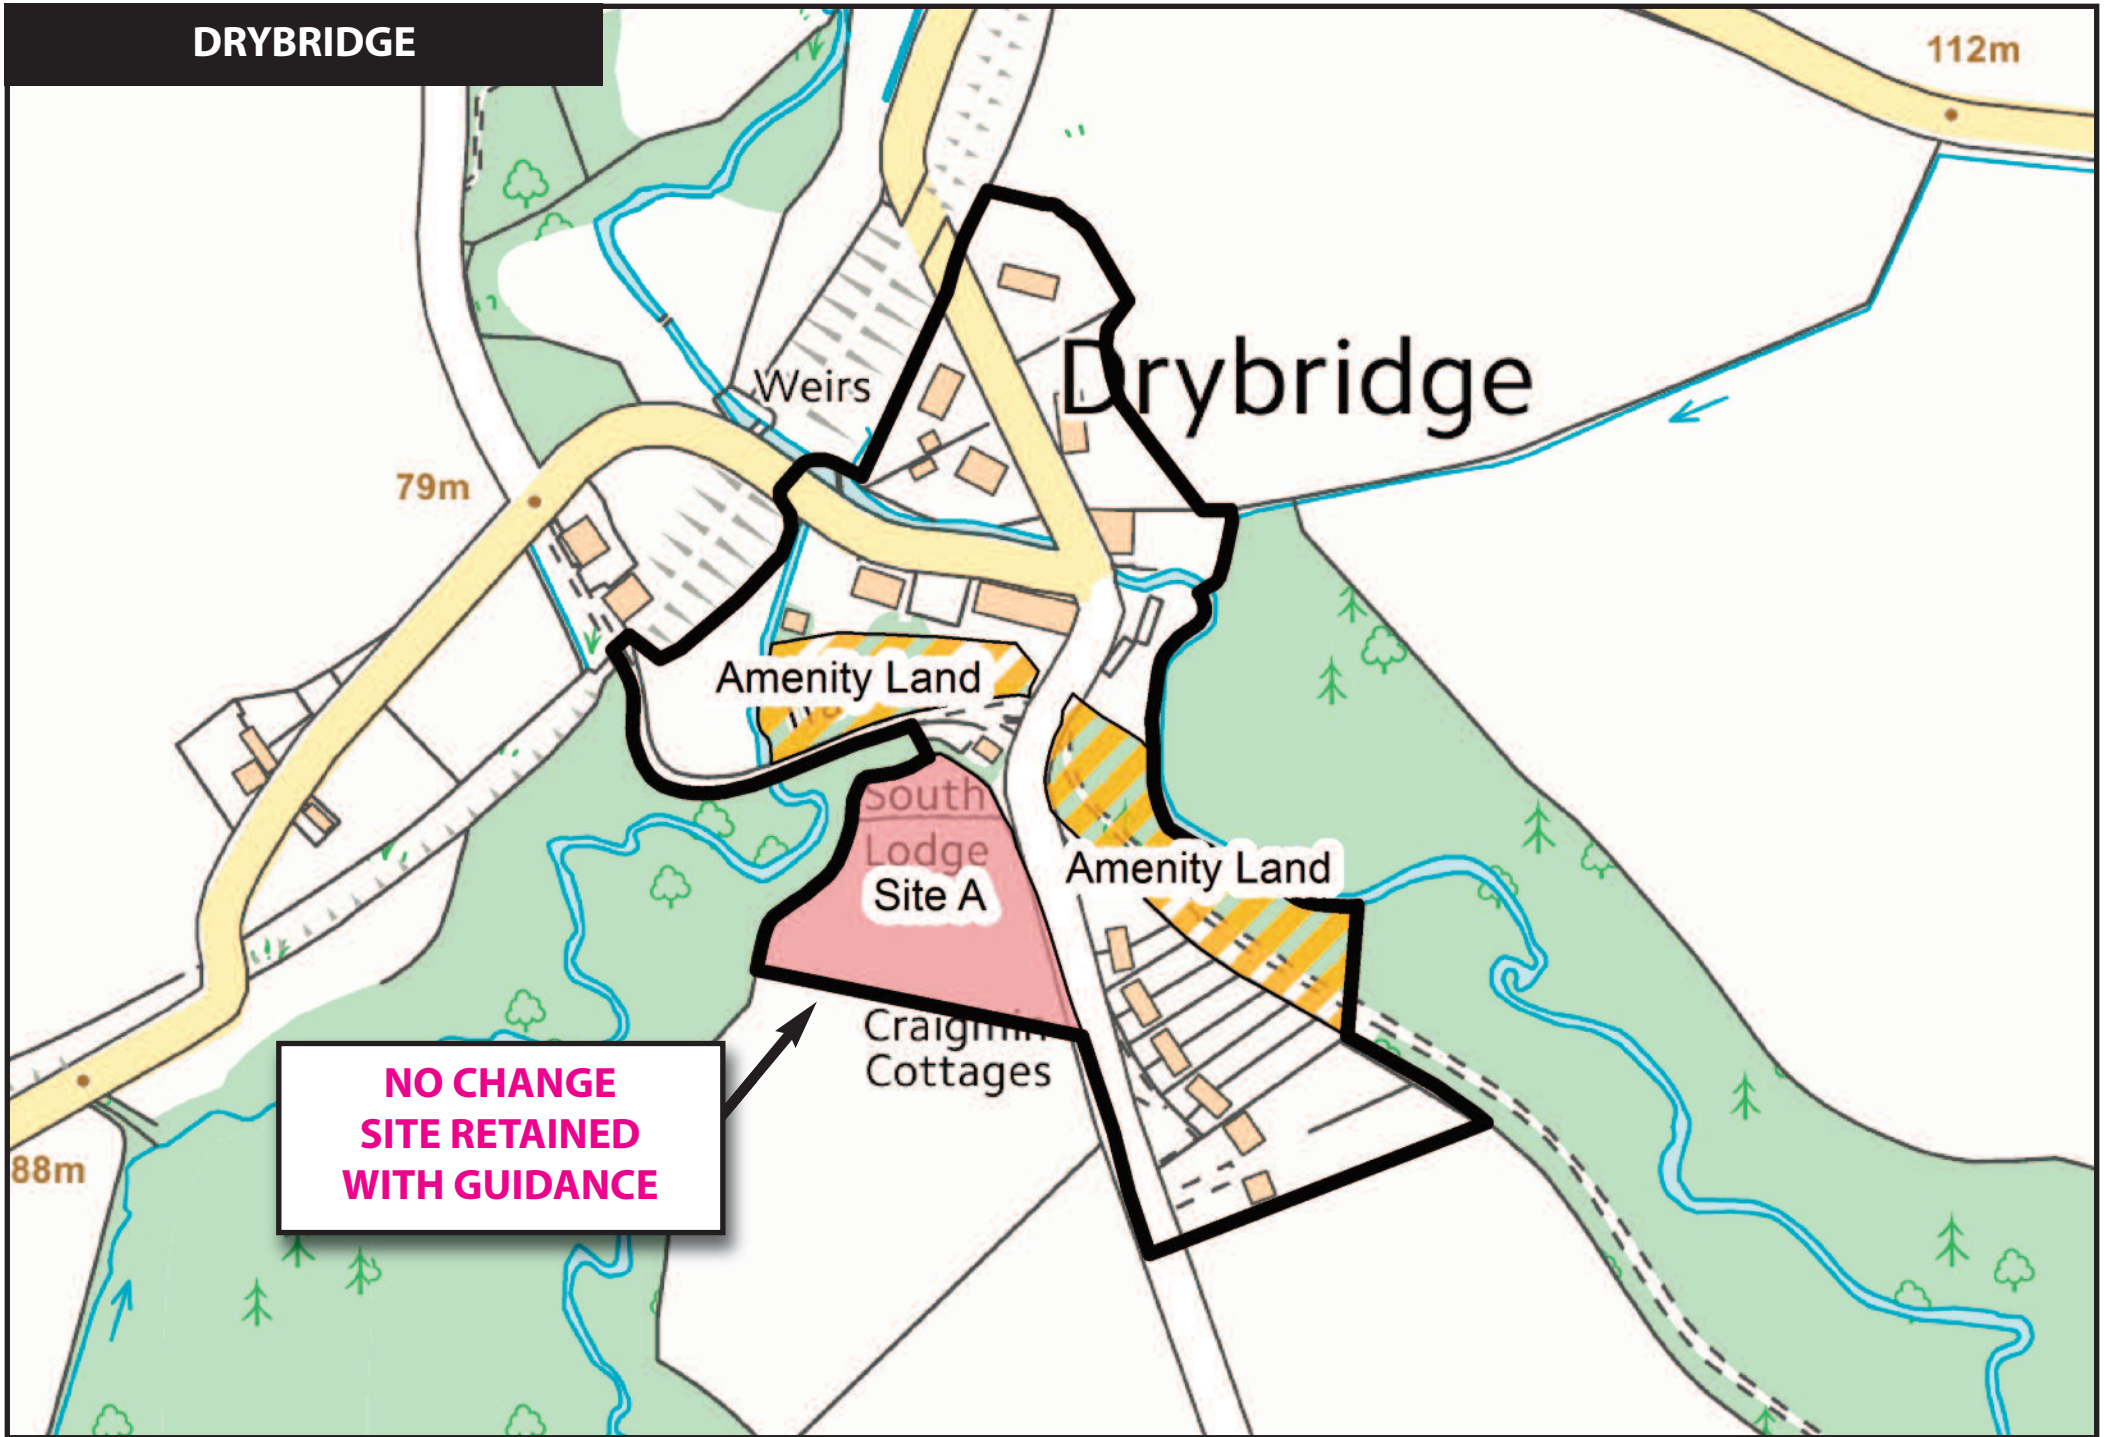 DRYBRIDGE
112m
Drybridge
Weirs
79m
Amenity Land
South
Lodge
Site A
Amenity Land
Cottages
NO CHANGE
SITE RETAINED
WITH GUIDANCE
88m